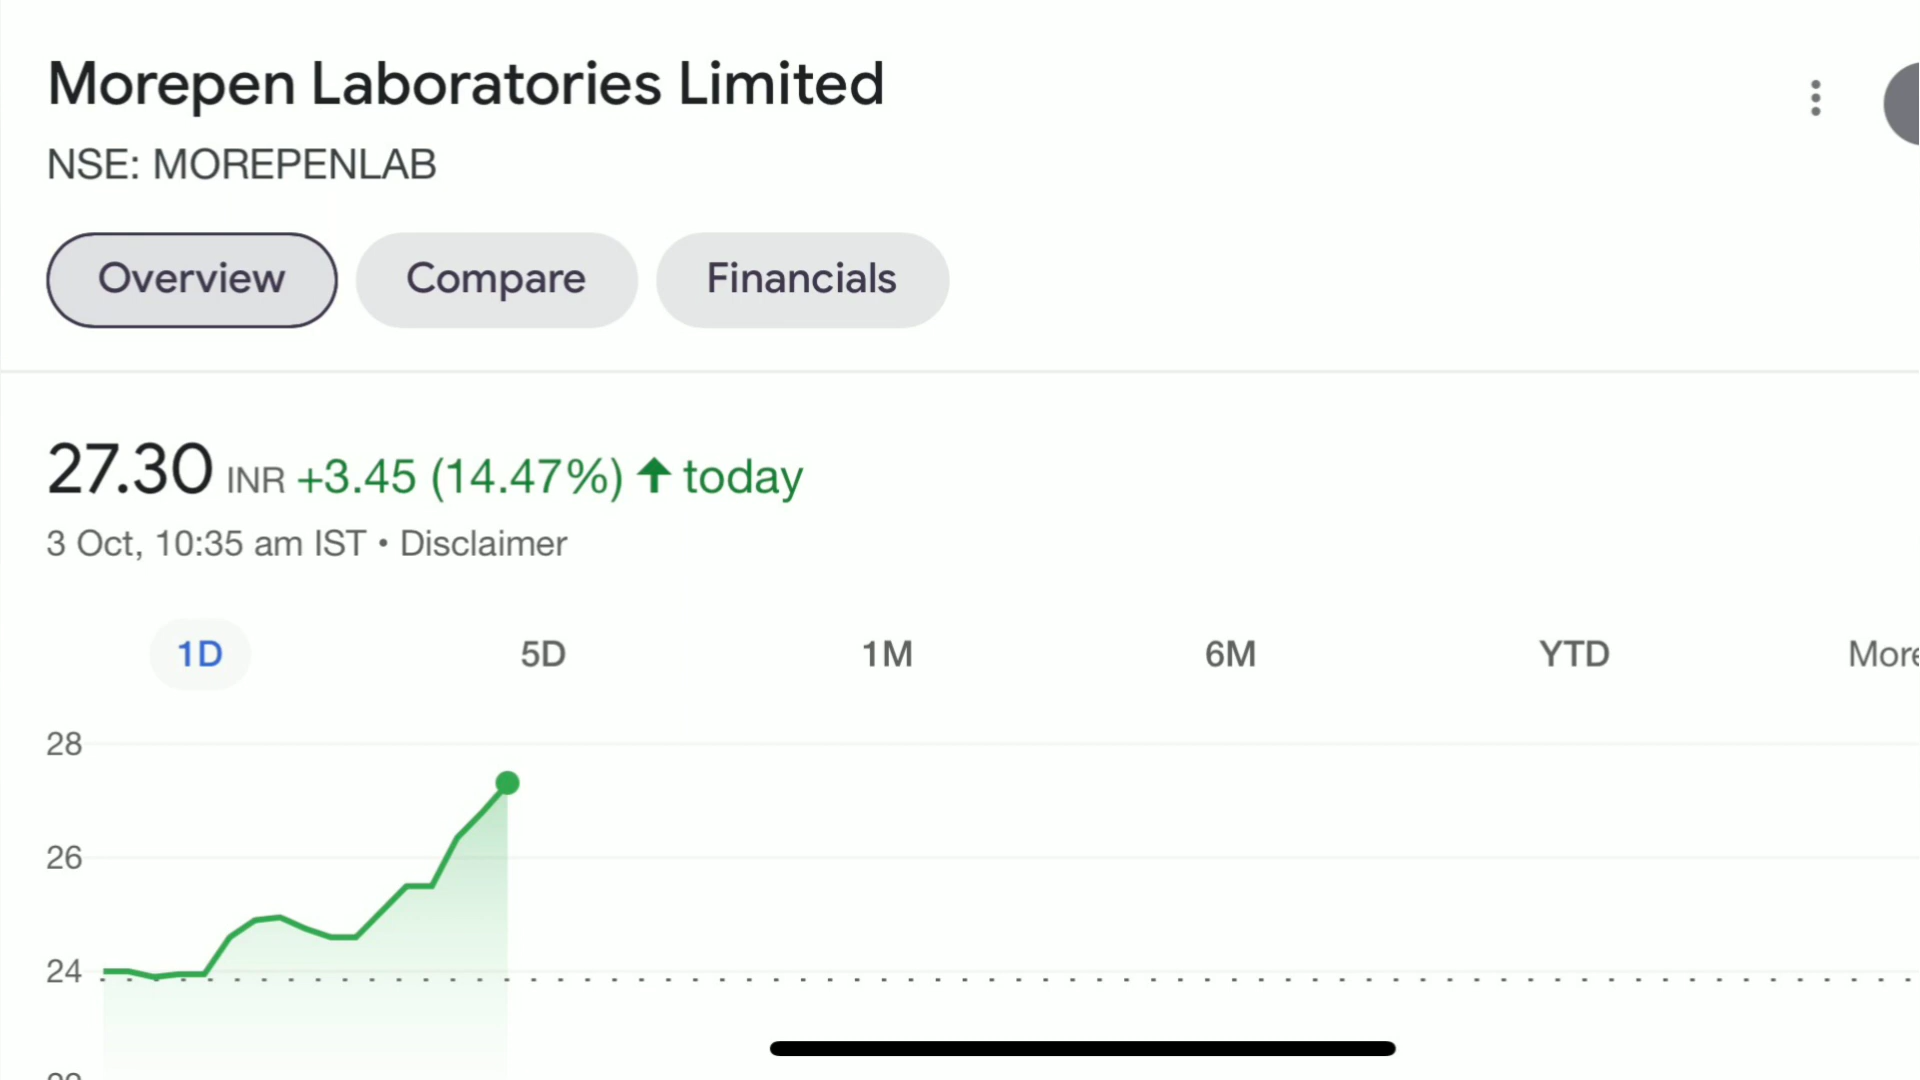 Morepen Laboratories Limited
NSE: MOREPENLAB
Overview Compare Financials
27.30 INR +3.45 (14.47%) ↑ today
3 Oct, 10:35 am IST • Disclaimer
1D 5D 1M 6M YTD
28
26
24